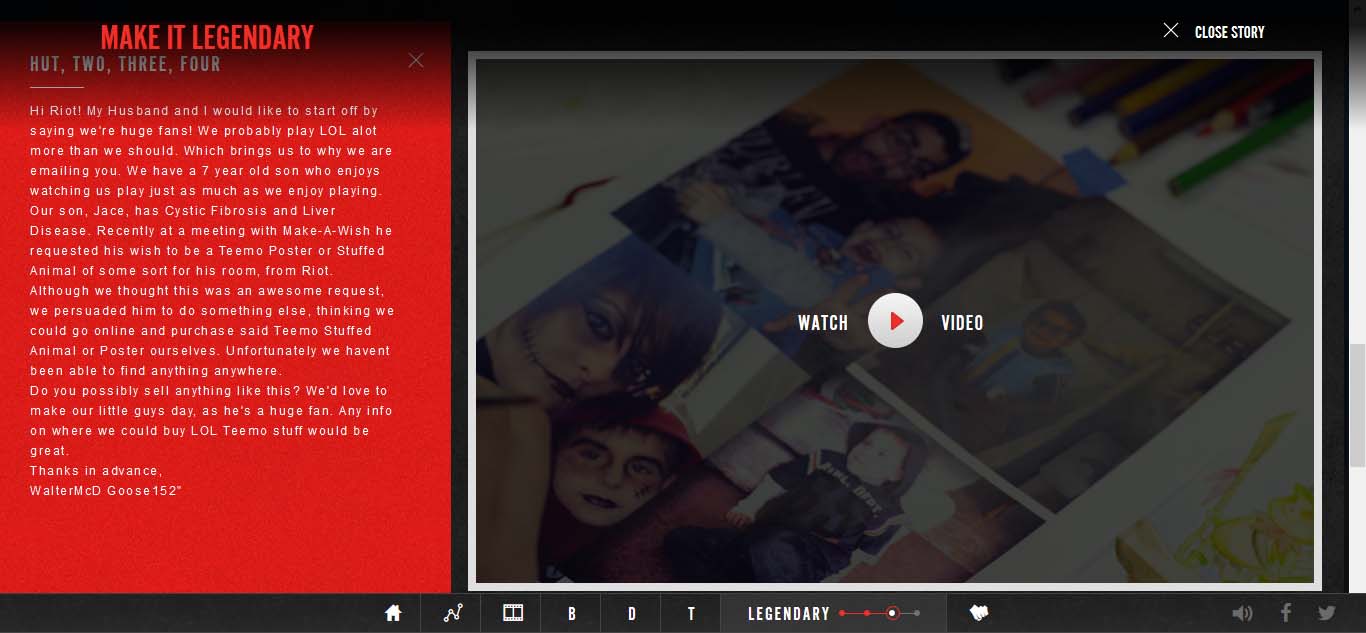 MAKE IT LEGENDARY
CLOSE STORY
HUT, TWO, THREE, FOUR
Hi Riot! My Husband and I would like to start off by
saying we're huge fans! We probably play LOL alot
more than we should. Which brings us to why we are
emailing you. We have a 7 year old son who enjoys
watching us play just as much as we enjoy playing.
Our son, Jace, has Cystic Fibrosis and Liver
Disease. Recently at a meeting with Make-A-Wish he
requested his wish to be a Teemo Poster or Stuffed
Animal of some sort for his room, from Riot.
Although we thought this was an awesome request,
we persuaded him to do something else, thinking we
could go online and purchase said Teemo Stuffed
Animal or Poster ourselves. Unfortunately we havent
been able to find anything anywhere.
Do you possibly sell anything like this? We'd love to
make our little guys day, as he's a huge fan. Any info
on where we could buy LOL Teemo stuff would be
great.
Thanks in advance,
WalterMcD Goose152"
WATCH VIDEO
B D T LEGENDARY